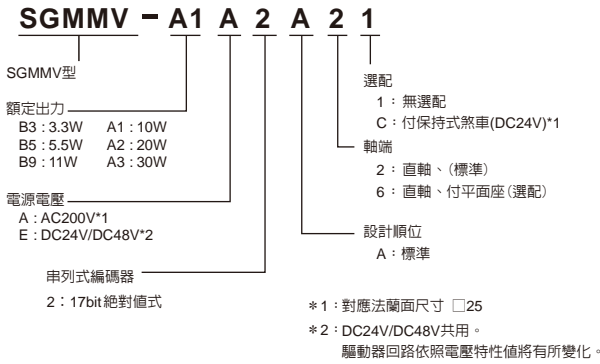 SGMMV - A1 A 2 A 2 1
SGMMV型
額定出力
B3 : 3.3W A1 : 10W
B5 : 5.5W A2 : 20W
B9 : 11W A3 : 30W
電源電壓
A : AC200V*1
E : DC24V/DC48V*2
串列式編碼器
2：17bit絕對值式
選配
1：無選配
C：付保持式煞車(DC24V)*1
軸端
2：直軸、(標準)
6：直軸、付平面座(選配)
設計順位
A：標準
＊1：對應法蘭面尺寸 □25
＊2：DC24V/DC48V共用。
驅動器回路依照電壓特性值將有所變化。